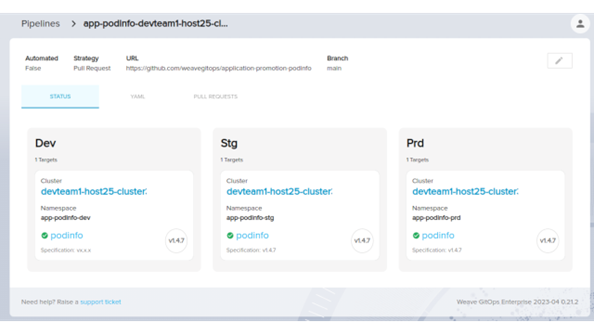 Pipelines > app-podinfo-devteam1-host25-cl...
Automated Strategy URL Branch
False Pull Request https://github.com/weavegitops/application-promotion-podinfo main
STATUS YAML PULL REQUESTS
Dev
1 Targets
Cluster
devteam1-host25-cluster
Namespace
app-podinfo-dev
podinfo
Specification: vx.x.x
v1.4.7
Stg
1 Targets
Cluster
devteam1-host25-cluster
Namespace
app-podinfo-stg
podinfo
Specification: v1.4.7
v1.4.7
Prd
1 Targets
Cluster
devteam1-host25-cluster
Namespace
app-podinfo-prd
podinfo
Specification: v1.4.7
v1.4.7
Need help? Raise a support ticket
Weave GitOps Enterprise 2023-04 0.21.2